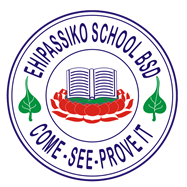 EHIPASSIKO SCHOOL BSD
COME - SEE - PROVE IT